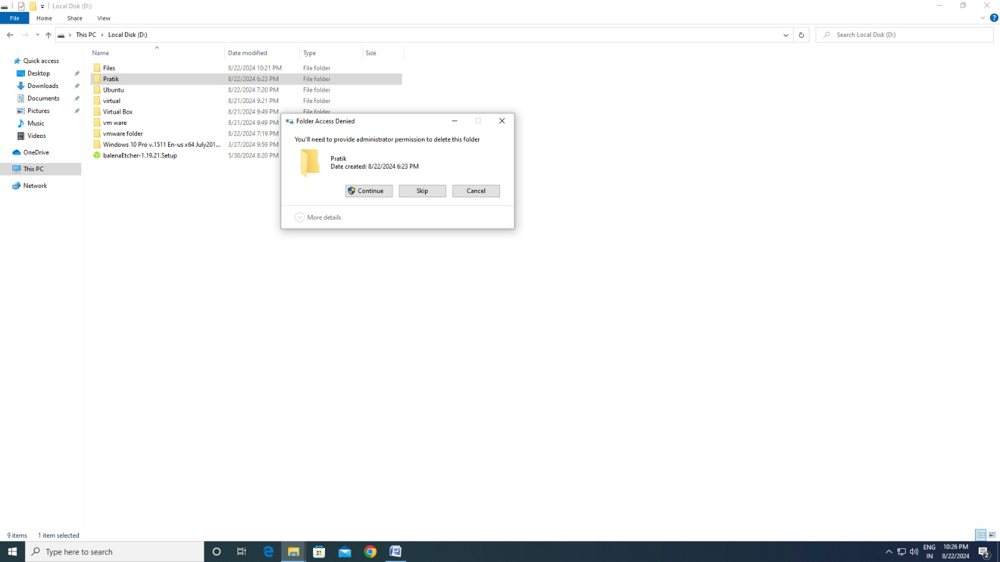 Local Disk (D:)
File Home Share View
This PC Local Disk (D:)
Search Local Disk (D:)
Name Date modified Type Size
Quick access
Desktop
Downloads
Documents
Pictures
Music
Videos
OneDrive
This PC
Network
Files 8/22/2024 10:21 PM File folder
Pratik 8/22/2024 6:23 PM File folder
Ubuntu 8/22/2024 7:20 PM File folder
virtual 8/21/2024 9:21 PM File folder
Virtual Box 8/21/2024 9:49 PM File folder
vm ware 8/21/2024 9:49 PM
vmware folder 8/22/2024 7:19 PM
Windows 10 Pro v.1511 En-us x64 July201... 3/27/2024 9:59 PM
balenaEtcher-1.19.21.Setup 5/30/2024 8:20 PM
Folder Access Denied
You'll need to provide administrator permission to delete this folder
Pratik
Date created: 8/22/2024 6:23 PM
Continue Skip Cancel
More details
9 items 1 item selected
Type here to search
ENG
IN
10:26 PM
8/22/2024
2